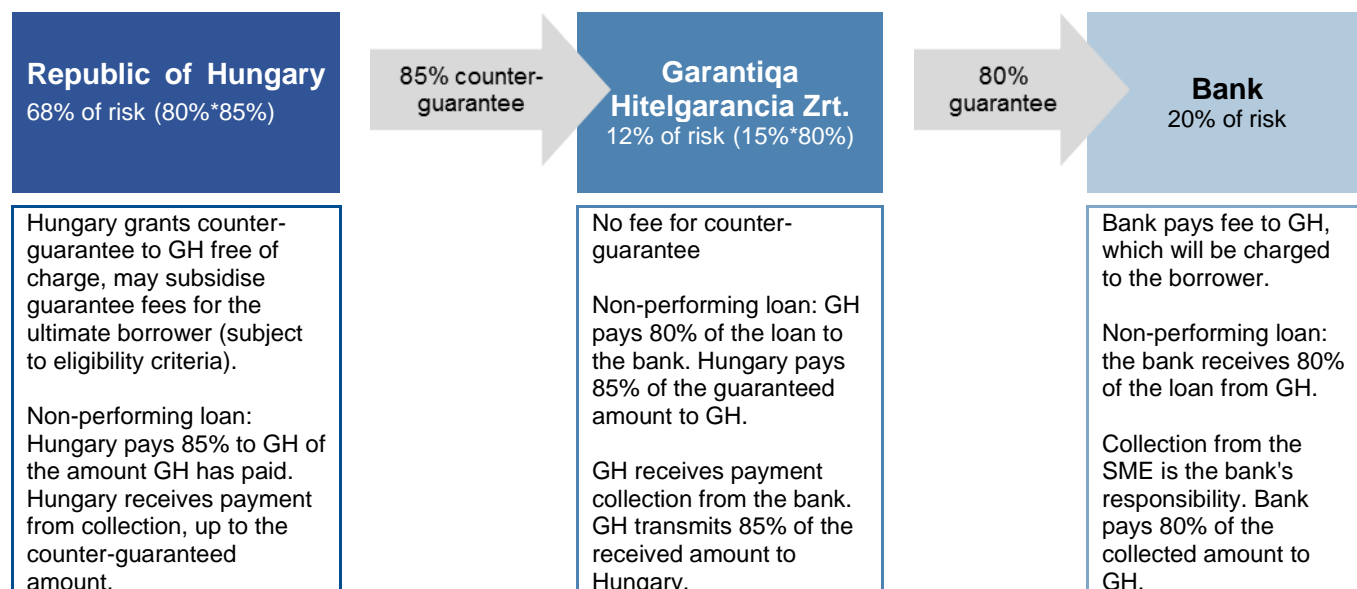 Republic of Hungary
68% of risk (80%*85%)
85% counter-
guarantee
Garantiqa
Hitelgarancia Zrt.
12% of risk (15%*80%)
80%
guarantee
Bank
20% of risk
Hungary grants counter-
guarantee to GH free of
charge, may subsidise
guarantee fees for the
ultimate borrower (subject
to eligibility criteria).
Non-performing loan:
Hungary pays 85% to GH of
the amount GH has paid.
Hungary receives payment
from collection, up to the
counter-guaranteed
amount.
No fee for counter-
guarantee
Non-performing loan: GH
pays 80% of the loan to
the bank. Hungary pays
85% of the guaranteed
amount to GH.
GH receives payment
collection from the bank.
GH transmits 85% of the
received amount to
Hungary.
Bank pays fee to GH,
which will be charged
to the borrower.
Non-performing loan:
the bank receives 80%
of the loan from GH.
Collection from the
SME is the bank's
responsibility. Bank
pays 80% of the
collected amount to
GH.